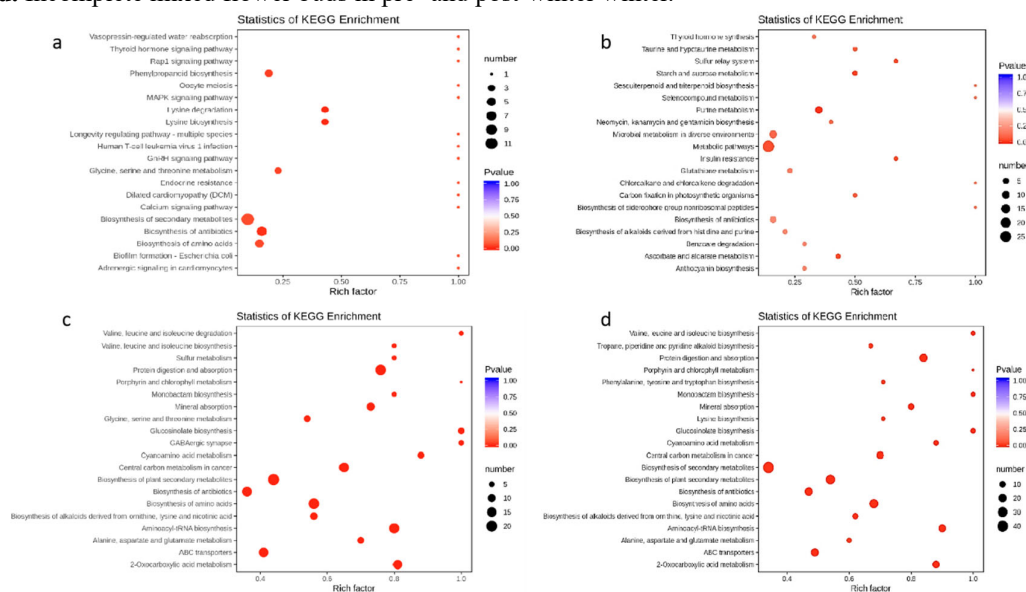 d. Incomplete mixed flower buds in pre- and post-winter winter.
Statistics of KEGG Enrichment
a
Vasopressin-regulated water reabsorption
Thyroid hormone signaling pathway
Rap1 signaling pathway
Phenylpropanoid biosynthesis
Oocyte meiosis
MAPK signaling pathway
Lysine degradation
Lysine biosynthesis
Longevity regulating pathway - multiple species
Human T-cell leukemia virus 1 infection
GnRH signaling pathway
Glycine, serine and threonine metabolism
Endocrine resistance
Dilated cardiomyopathy (DCM)
Calcium signaling pathway
Biosynthesis of secondary metabolites
Biosynthesis of antibiotics
Biosynthesis of amino acids
Biofilm formation - Escherichia coli
Adrenergic signaling in cardiomyocytes
0.25 0.50 0.75 1.00
Rich factor
number
1
3
5
7
9
11
Pvalue
1.00
0.75
0.50
0.25
0.00
Statistics of KEGG Enrichment
b
Thyroid hormone synthesis
Taurine and hypotaurine metabolism
Sulfur relay system
Starch and sucrose metabolism
Sesquiterpenoid and triterpenoid biosynthesis
Selenocompound metabolism
Purine metabolism
Neomycin, kanamycin and gentamicin biosynthesis
Microbial metabolism in diverse environments
Metabolic pathways
Insulin resistance
Glutathione metabolism
Chloroalkane and chloroalkene degradation
Carbon fixation in photosynthetic organisms
Biosynthesis of siderophore group nonribosomal peptides
Biosynthesis of antibiotics
Biosynthesis of alkaloids derived from histidine and purine
Benzoate degradation
Ascorbate and aldarate metabolism
Anthocyanin biosynthesis
0.25 0.50 0.75 1.00
Rich factor
Pvalue
number
5
10
15
20
25
Statistics of KEGG Enrichment
c
Valine, leucine and isoleucine degradation
Valine, leucine and isoleucine biosynthesis
Sulfur metabolism
Protein digestion and absorption
Porphyrin and chlorophyll metabolism
Monobactam biosynthesis
Mineral absorption
Glycine, serine and threonine metabolism
Glucosinolate biosynthesis
GABAergic synapse
Cyanoamino acid metabolism
Central carbon metabolism in cancer
Biosynthesis of plant secondary metabolites
Biosynthesis of antibiotics
Biosynthesis of amino acids
Biosynthesis of alkaloids derived from ornithine, lysine and nicotinic acid
Aminoacyl-tRNA biosynthesis
Alanine, aspartate and glutamate metabolism
ABC transporters
2-Oxocarboxylic acid metabolism
0.4 0.6 0.8 1.0
Rich factor
Pvalue
1.00
0.75
0.50
0.25
0.00
number
5
10
15
20
Statistics of KEGG Enrichment
d
Valine, leucine and isoleucine biosynthesis
Tropane, piperidine and pyridine alkaloid biosynthesis
Protein digestion and absorption
Porphyrin and chlorophyll metabolism
Phenylalanine, tyrosine and tryptophan biosynthesis
Monobactam biosynthesis
Mineral absorption
Lysine biosynthesis
Glucosinolate biosynthesis
Cyanoamino acid metabolism
Central carbon metabolism in cancer
Biosynthesis of secondary metabolites
Biosynthesis of plant secondary metabolites
Biosynthesis of antibiotics
Biosynthesis of amino acids
Biosynthesis of alkaloids derived from ornithine, lysine and nicotinic acid
Aminoacyl-tRNA biosynthesis
Alanine, aspartate and glutamate metabolism
ABC transporters
2-Oxocarboxylic acid metabolism
0.4 0.6 0.8 1.0
Rich factor
Pvalue
1.00
0.75
0.50
0.25
0.00
number
10
20
30
40